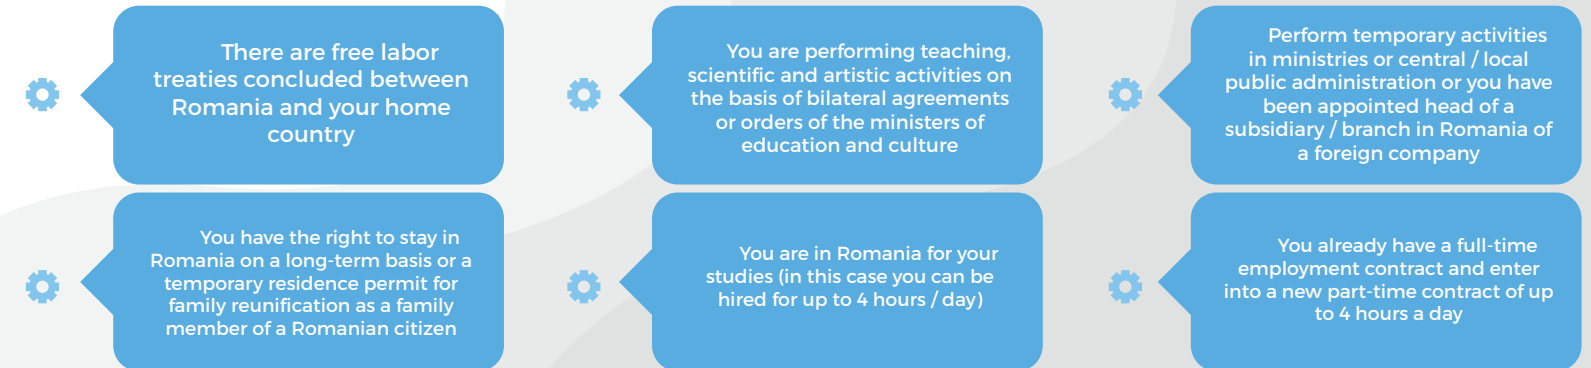 There are free labor
treaties concluded between
Romania and your home
country
You are performing teaching,
scientific and artistic activities on
the basis of bilateral agreements
or orders of the ministers of
education and culture
Perform temporary activities
in ministries or central / local
public administration or you have
been appointed head of a
subsidiary / branch in Romania of
a foreign company
You have the right to stay in
Romania on a long-term basis or a
temporary residence permit for
family reunification as a family
member of a Romanian citizen
You are in Romania for your
studies (in this case you can be
hired for up to 4 hours / day)
You already have a full-time
employment contract and enter
into a new part-time contract of up
to 4 hours a day